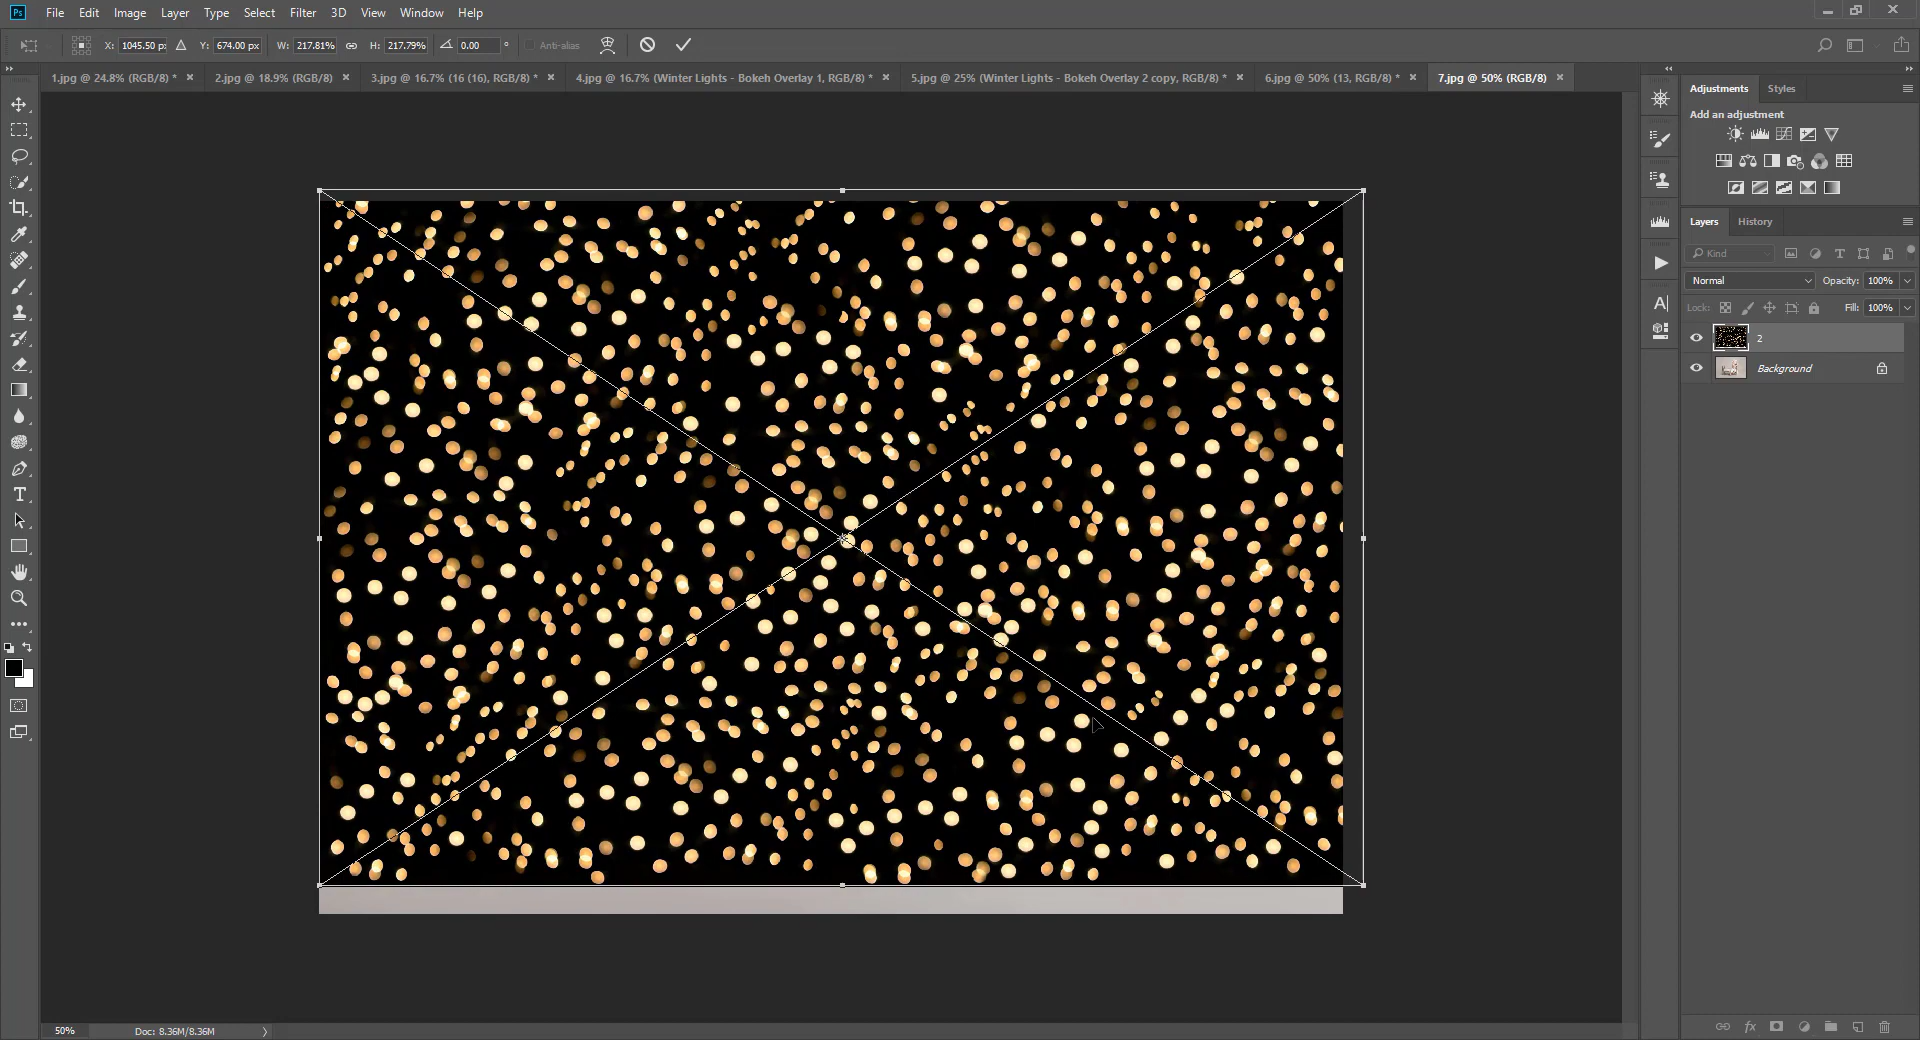 Ps File Edit Image Layer Type Select Filter 3D View Window Help
X: 1045.50 px Y: 674.00 px W: 217.81% H: 217.79% 0.00 ° Anti-alias
1.jpg @ 24.8% (RGB/8) * 2.jpg @ 18.9% (RGB/8) 3.jpg @ 16.7% (16 (16), RGB/8) * 4.jpg @ 16.7% (Winter Lights - Bokeh Overlay 1, RGB/8) * 5.jpg @ 25% (Winter Lights - Bokeh Overlay 2 copy, RGB/8) * 6.jpg @ 50% (13, RGB/8) * 7.jpg @ 50% (RGB/8)
Adjustments Styles
Add an adjustment
Layers History
Kind
Normal Opacity: 100%
Lock: Fill: 100%
2
Background
50% Doc: 8.36M/8.36M